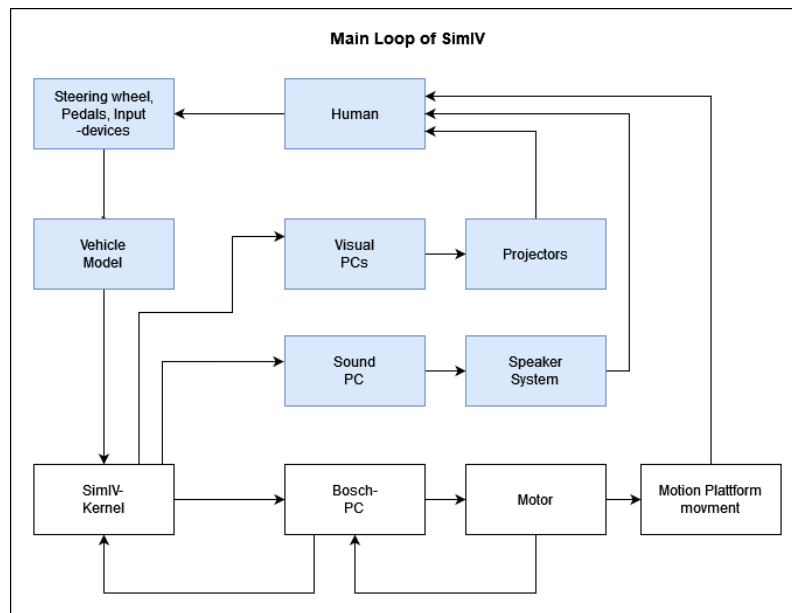 Main Loop of SimIV
Steering wheel,
Pedals, Input
-devices
Human
Vehicle
Model
Visual
PCs
Projectors
Sound
PC
Speaker
System
SimIV-
Kernel
Bosch-
PC
Motor
Motion Plattform
movment